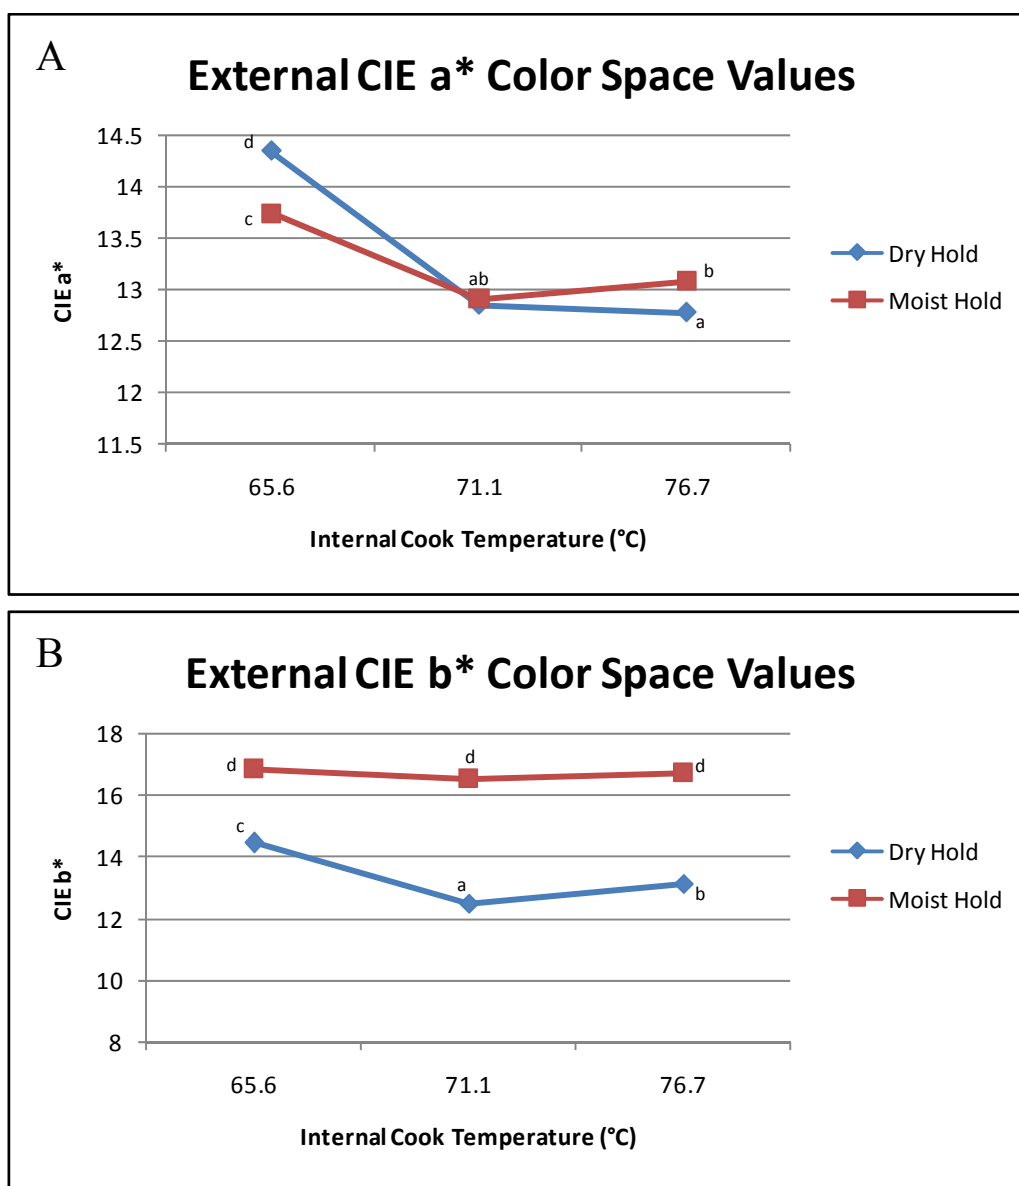 A
External CIE a* Color Space Values
14.5
14
13.5
13
12.5
12
11.5
CIE a*
d
c
ab
b
a
Dry Hold
Moist Hold
65.6 71.1 76.7
Internal Cook Temperature (°C)
B
External CIE b* Color Space Values
18
16
14
12
10
8
CIE b*
d
d
d
c
a
b
Dry Hold
Moist Hold
65.6 71.1 76.7
Internal Cook Temperature (°C)